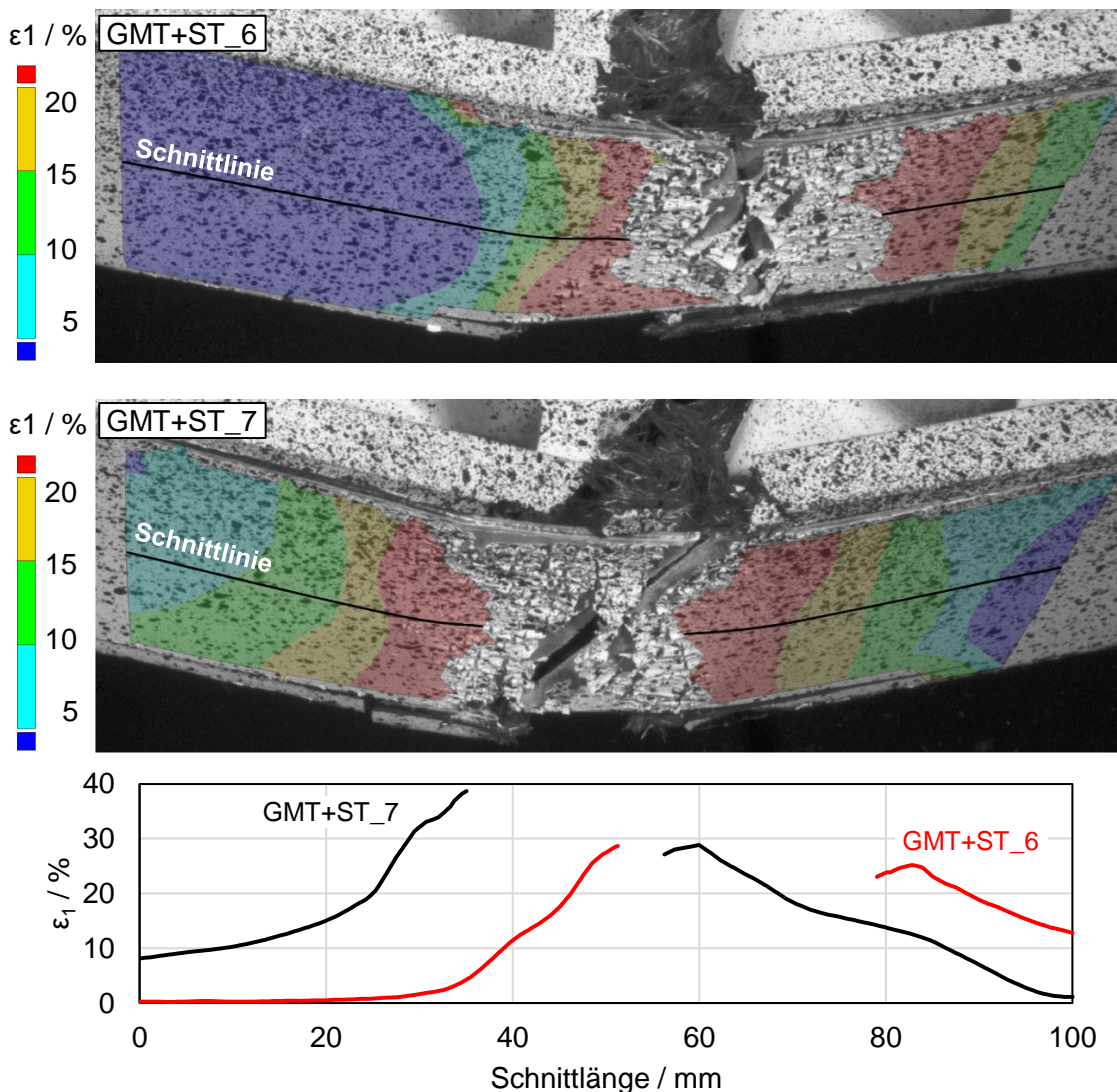 ε1 / %
GMT+ST_6
20
15
10
5
Schnittlinie
ε1 / %
GMT+ST_7
20
15
10
5
Schnittlinie
40
30
20
10
0
ε₁ / %
GMT+ST_7
GMT+ST_6
0
20
40
60
80
100
Schnittlänge / mm